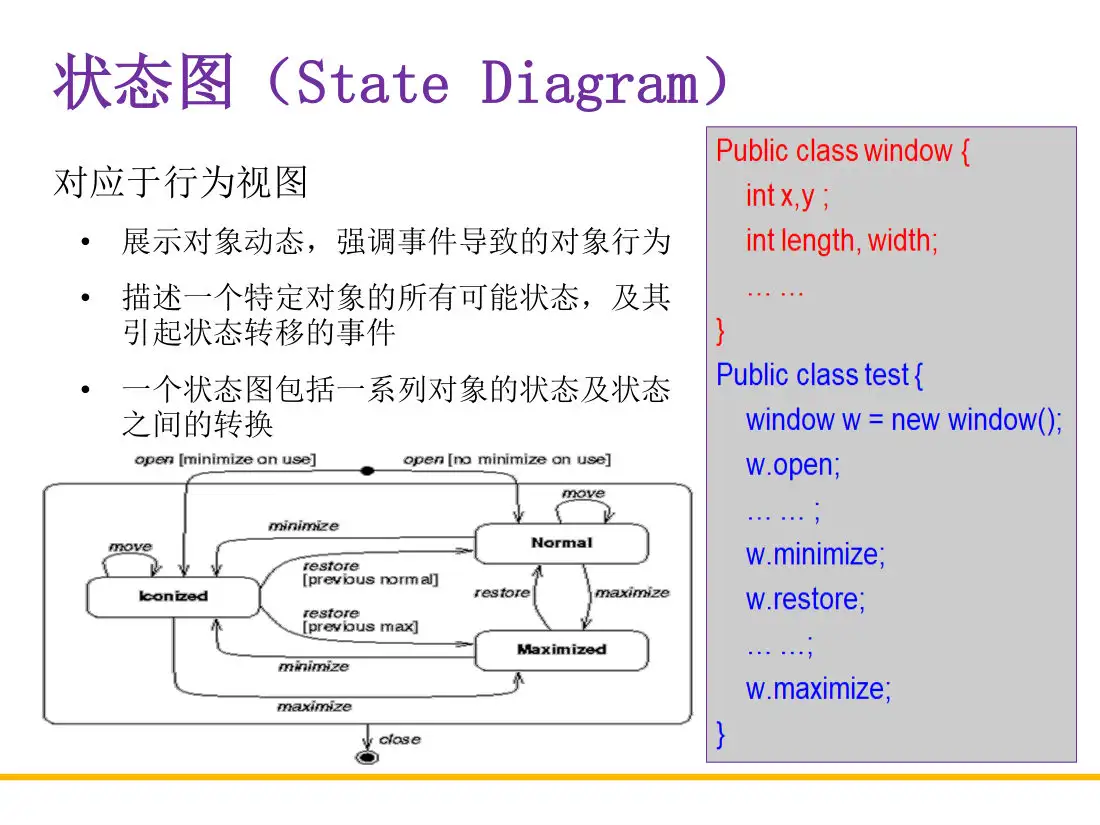 状态图（State Diagram）
对应于行为视图
• 展示对象动态，强调事件导致的对象行为
• 描述一个特定对象的所有可能状态，及其
引起状态转移的事件
• 一个状态图包括一系列对象的状态及状态
之间的转换
open [minimize on use]
open [no minimize on use]
move
minimize
Normal
move
restore
[previous normal]
Iconized
restore
maximize
restore
[previous max]
Maximized
minimize
maximize
close
Public class window {
int x,y ;
int length, width;
… …
}
Public class test {
window w = new window();
w.open;
… … ;
w.minimize;
w.restore;
… …;
w.maximize;
}